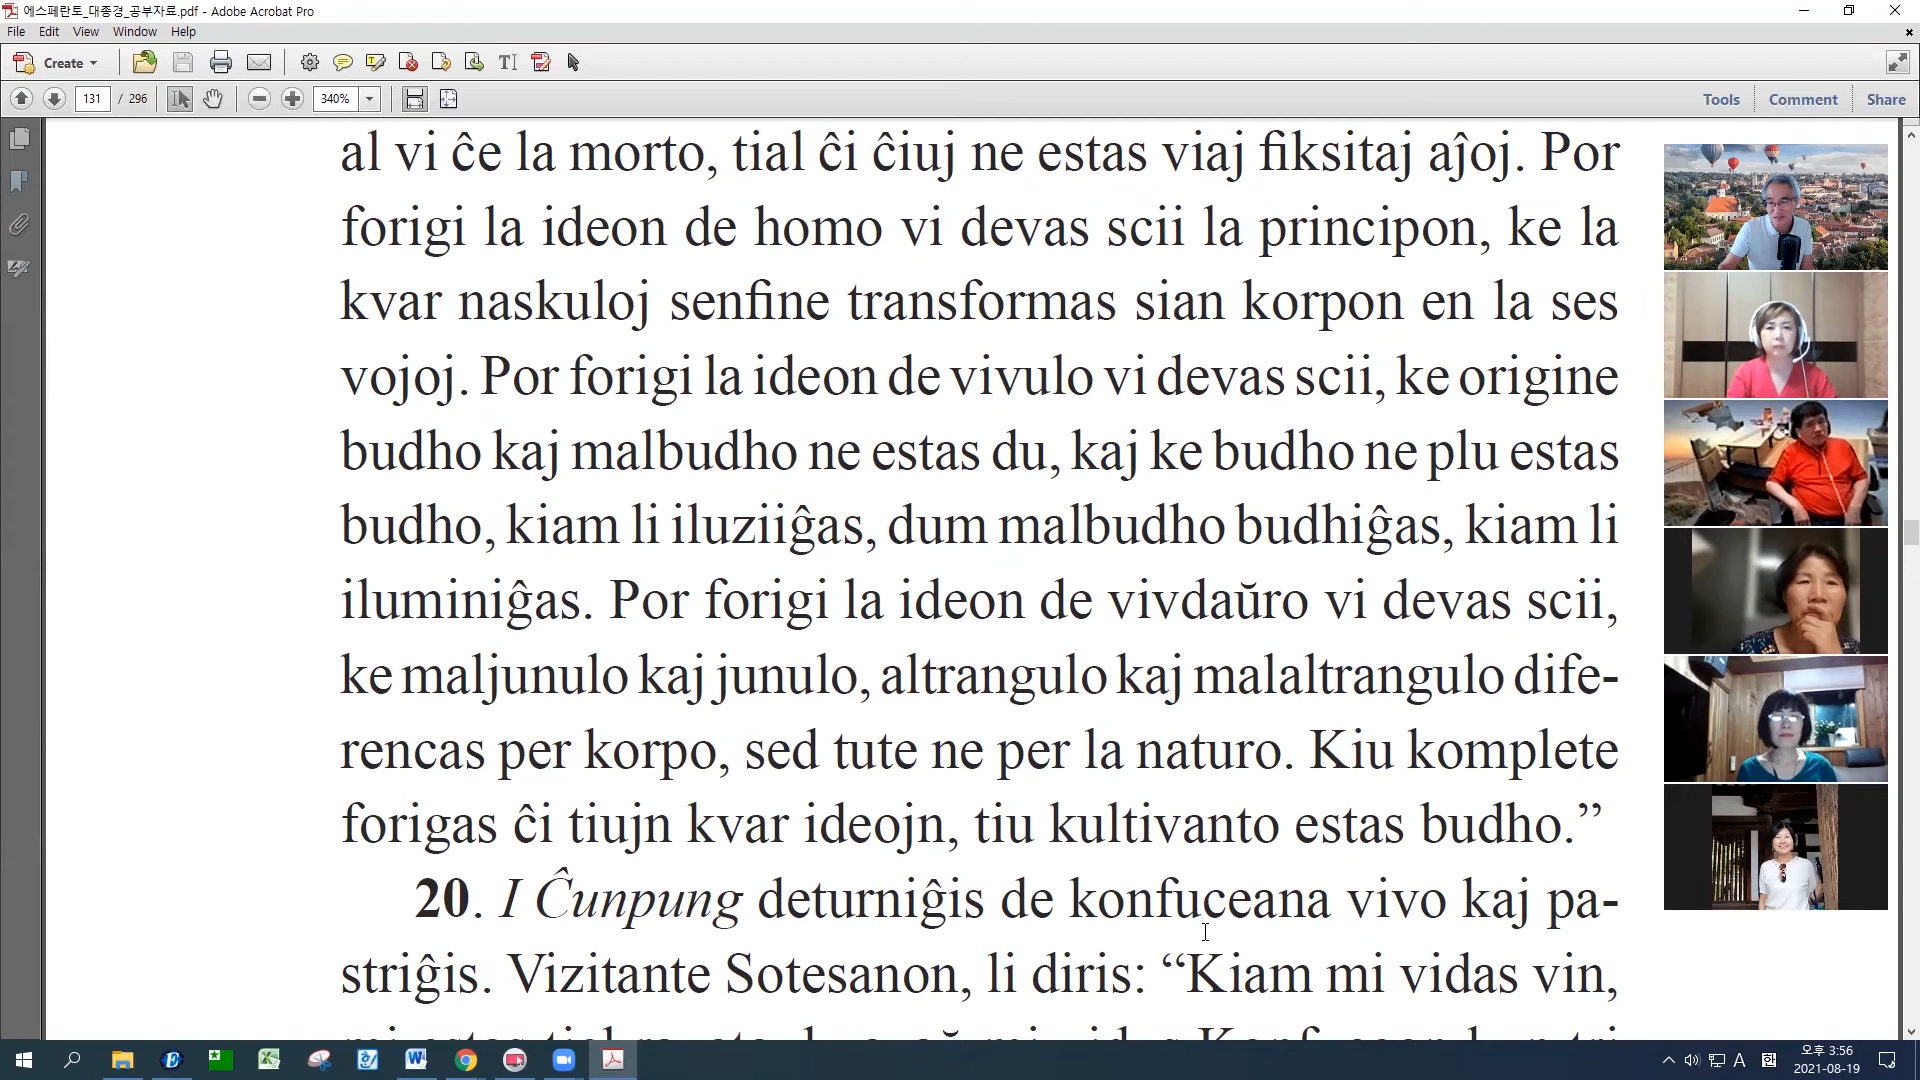 에스페란토_대종경_공부자료.pdf - Adobe Acrobat Pro
File Edit View Window Help
Create
131 / 296 340% Tools Comment Share
al vi ĉe la morto, tial ĉi ĉiuj ne estas viaj fiksitaj aĵoj. Por
forigi la ideon de homo vi devas scii la principon, ke la
kvar naskuloj senfine transformas sian korpon en la ses
vojoj. Por forigi la ideon de vivulo vi devas scii, ke origine
budho kaj malbudho ne estas du, kaj ke budho ne plu estas
budho, kiam li iluziiĝas, dum malbudho budhiĝas, kiam li
iluminiĝas. Por forigi la ideon de vivdaŭro vi devas scii,
ke maljunulo kaj junulo, altrangulo kaj malaltrangulo dife-
rencas per korpo, sed tute ne per la naturo. Kiu komplete
forigas ĉi tiujn kvar ideojn, tiu kultivanto estas budho.”
20. I Ĉunpung deturniĝis de konfuceana vivo kaj pa-
striĝis. Vizitante Sotesanon, li diris: “Kiam mi vidas vin,
A 한 오후 3:56
2021-08-19